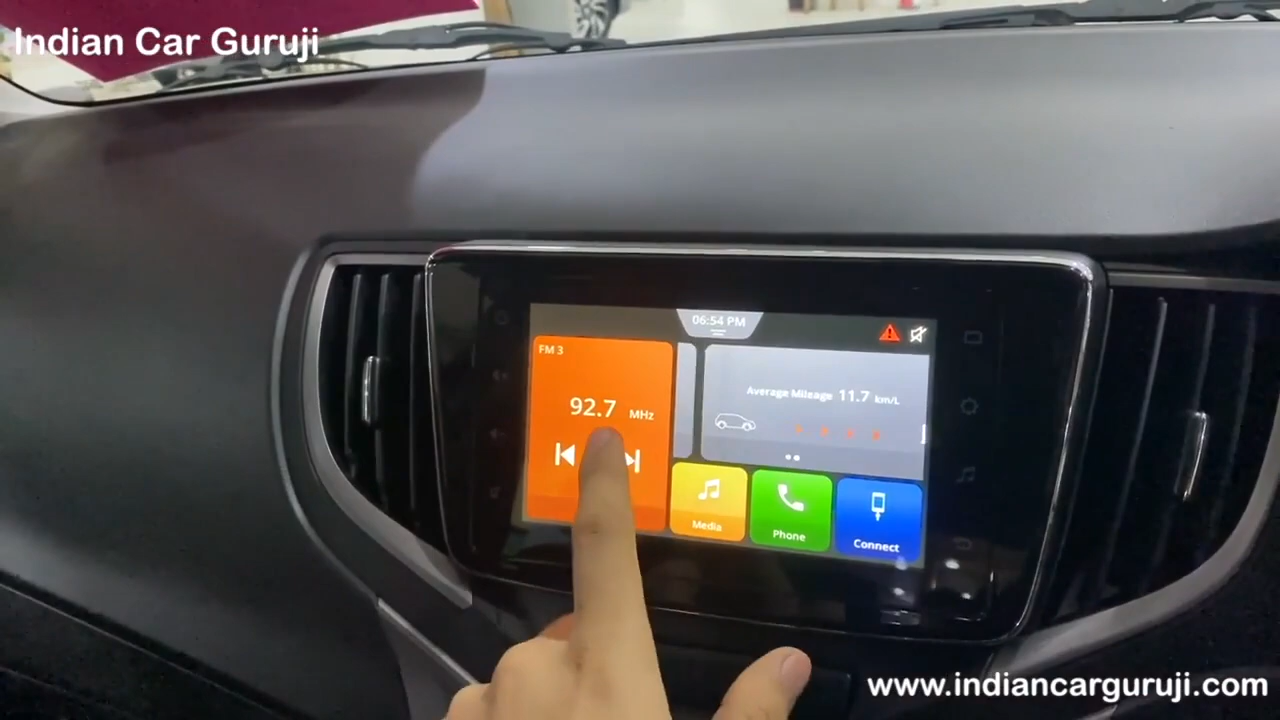 Indian Car Guruji
06:54 PM
FM 3
92.7 MHz
Average Mileage 11.7 km/L
Media
Phone
Connect
www.indiancarguruji.com